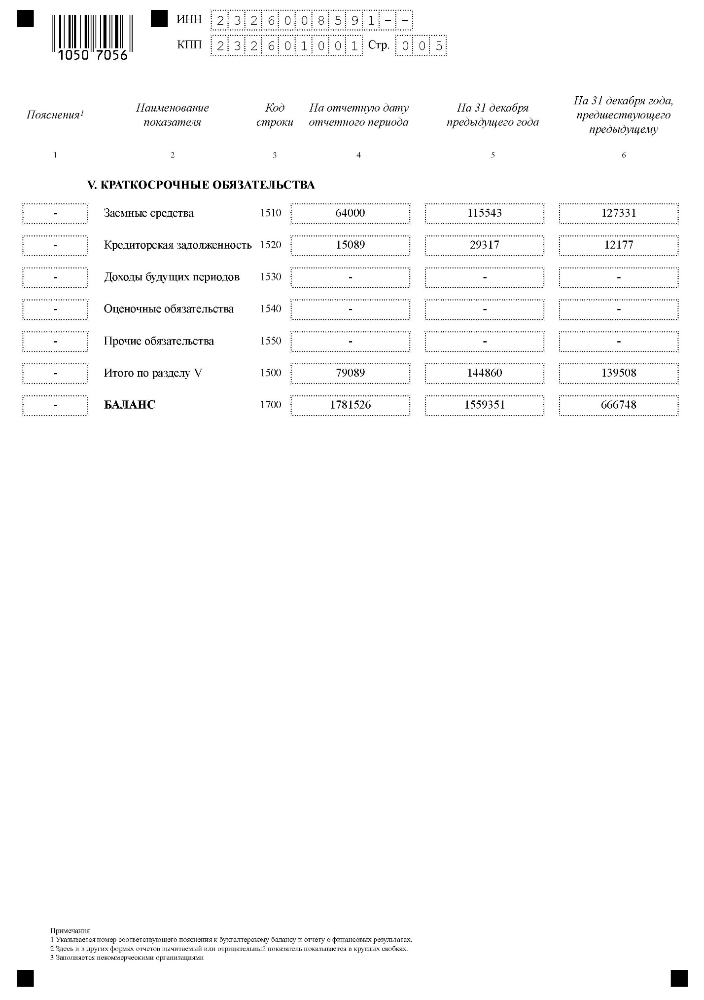 ИНН 2326008591--
КПП 232601001 Стр. 005
1050 7056
Пояснения1 Наименование показателя Код строки На отчетную дату отчетного периода На 31 декабря предыдущего года На 31 декабря года, предшествующего предыдущему
1 2 3 4 5 6
V. КРАТКОСРОЧНЫЕ ОБЯЗАТЕЛЬСТВА
- Заемные средства 1510 64000 115543 127331
- Кредиторская задолженность 1520 15089 29317 12177
- Доходы будущих периодов 1530 - - -
- Оценочные обязательства 1540 - - -
- Прочие обязательства 1550 - - -
- Итого по разделу V 1500 79089 144860 139508
- БАЛАНС 1700 1781526 1559351 666748
Примечания
1 Указывается номер соответствующего пояснения к бухгалтерскому балансу и отчету о финансовых результатах.
2 Здесь и в других формах отчетов вычитаемый или отрицательный показатель показывается в круглых скобках.
3 Заполняется некоммерческими организациями